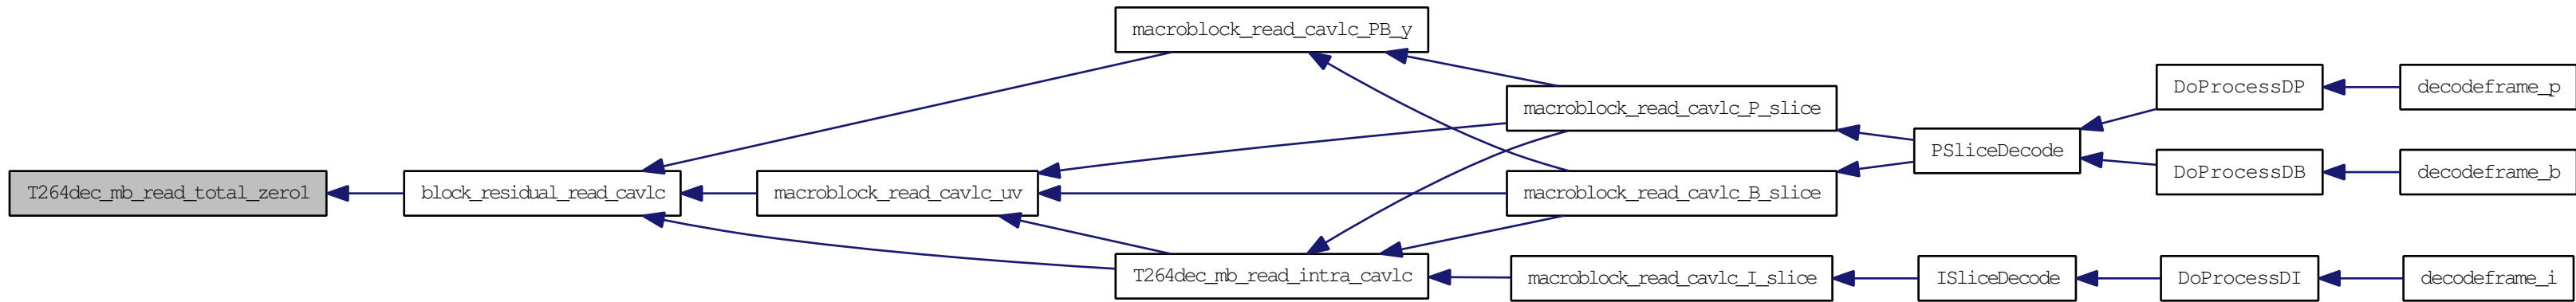 macroblock_read_cavlc_PB_y
DoProcessDP
decodeframe_p
macroblock_read_cavlc_P_slice
PSliceDecode
DoProcessDB
decodeframe_b
T264dec_mb_read_total_zero1
block_residual_read_cavlc
macroblock_read_cavlc_uv
macroblock_read_cavlc_B_slice
T264dec_mb_read_intra_cavlc
macroblock_read_cavlc_I_slice
ISliceDecode
DoProcessDI
decodeframe_i